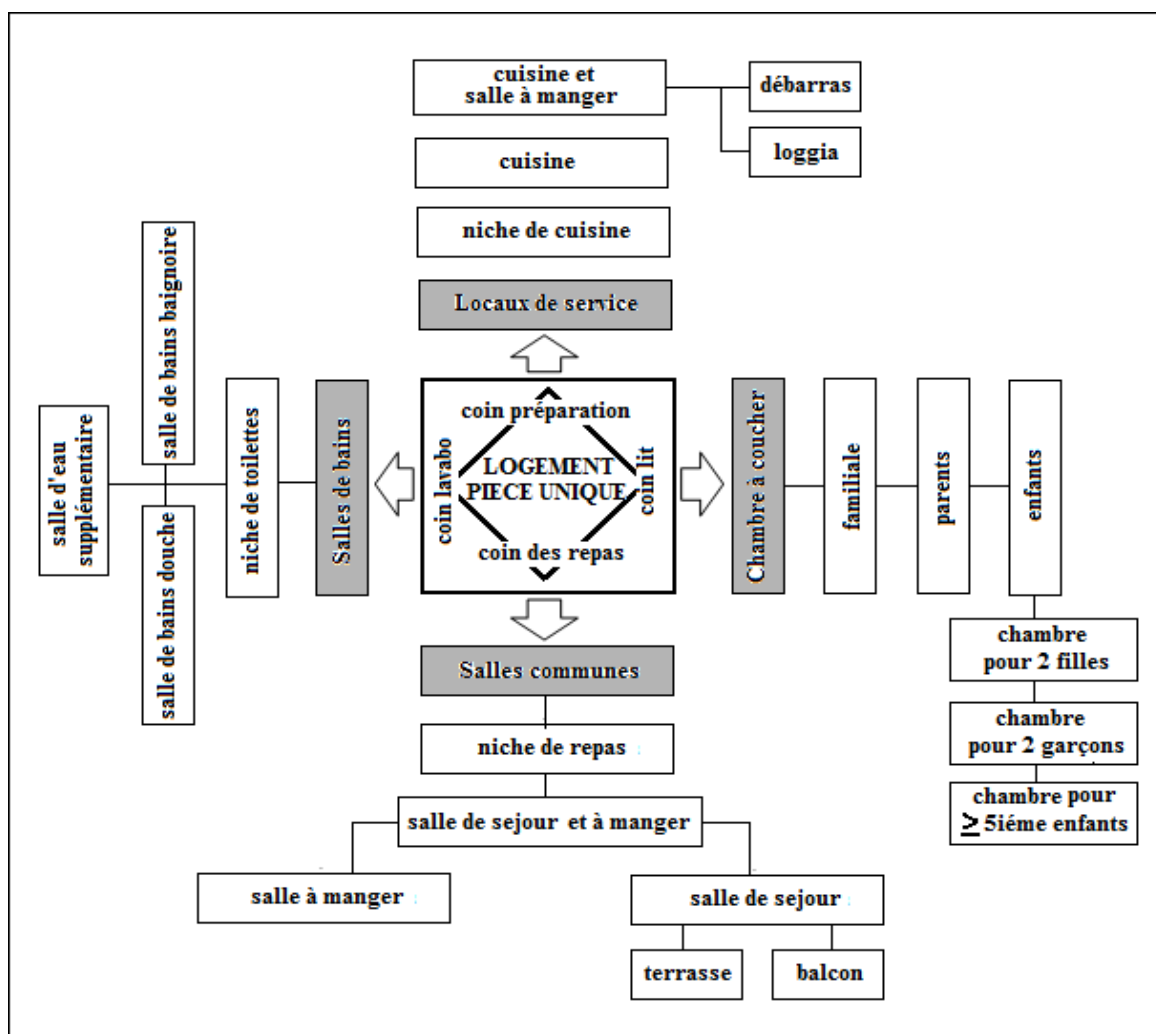 cuisine et
salle à manger
débarras
loggia
cuisine
niche de cuisine
Locaux de service
salle de bains baignoire
salle d'eau
supplémentaire
salle de bains douche
niche de toilettes
Salles de bains
coin préparation
coin lavabo
LOGEMENT
PIECE UNIQUE
coin lit
coin des repas
Chambre à coucher
familiale
parents
enfants
chambre
pour 2 filles
chambre
pour 2 garçons
chambre pour
≥ 5iéme enfants
Salles communes
niche de repas
salle de sejour et à manger
salle à manger
salle de sejour
terrasse
balcon